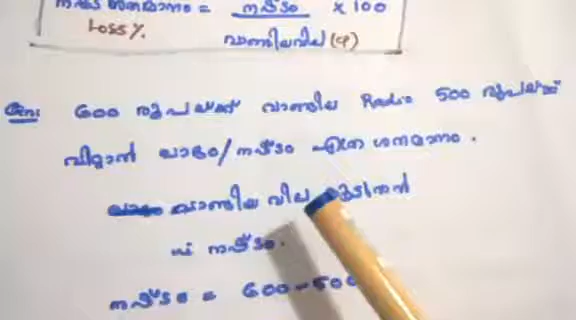 നഷ്ടശതമാനം = നഷ്ടം x 100
Loss% വാങ്ങിയവില (CP)
600 രൂപയ്ക്ക് വാങ്ങിയ Radio 500 രൂപയ്ക്ക്
വിറ്റാൽ ലാഭം/നഷ്ടം എത്ര ശതമാനം.
വാങ്ങിയ വില കൂടുതൽ
നഷ്ടം.
നഷ്ടം = 600-500